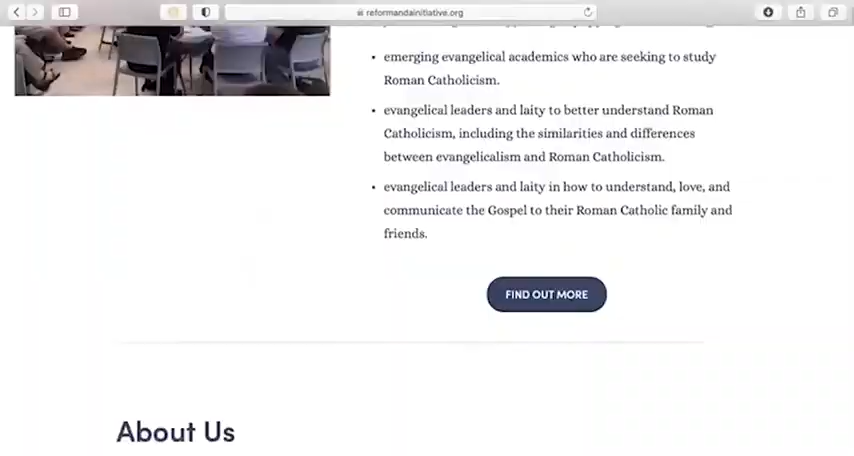 reformandainitiative.org
• emerging evangelical academics who are seeking to study
Roman Catholicism.
• evangelical leaders and laity to better understand Roman
Catholicism, including the similarities and differences
between evangelicalism and Roman Catholicism.
• evangelical leaders and laity in how to understand, love, and
communicate the Gospel to their Roman Catholic family and
friends.
FIND OUT MORE
About Us